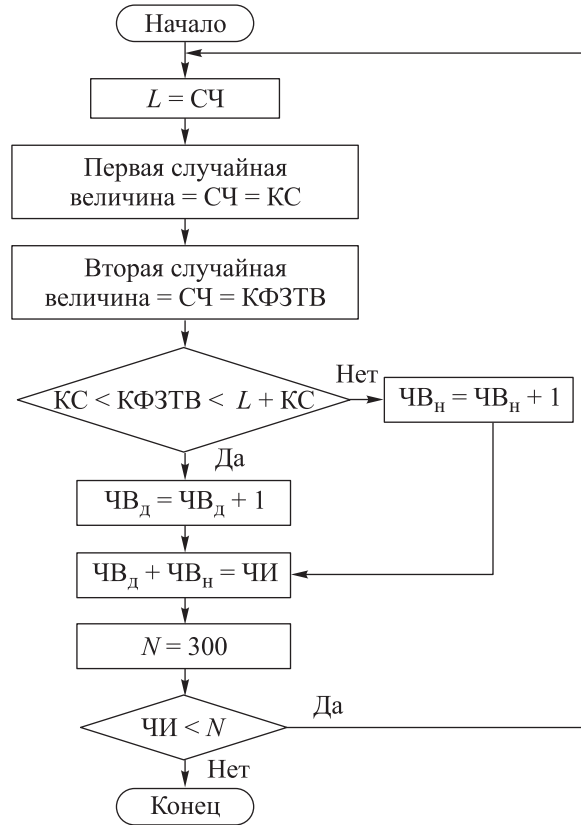 Начало
L = СЧ
Первая случайная
величина = СЧ = КС
Вторая случайная
величина = СЧ = КФЗТВ
КС < КФЗТВ < L + КС
Нет
ЧВн = ЧВн + 1
Да
ЧВд = ЧВд + 1
ЧВд + ЧВн = ЧИ
N = 300
ЧИ < N
Да
Нет
Конец